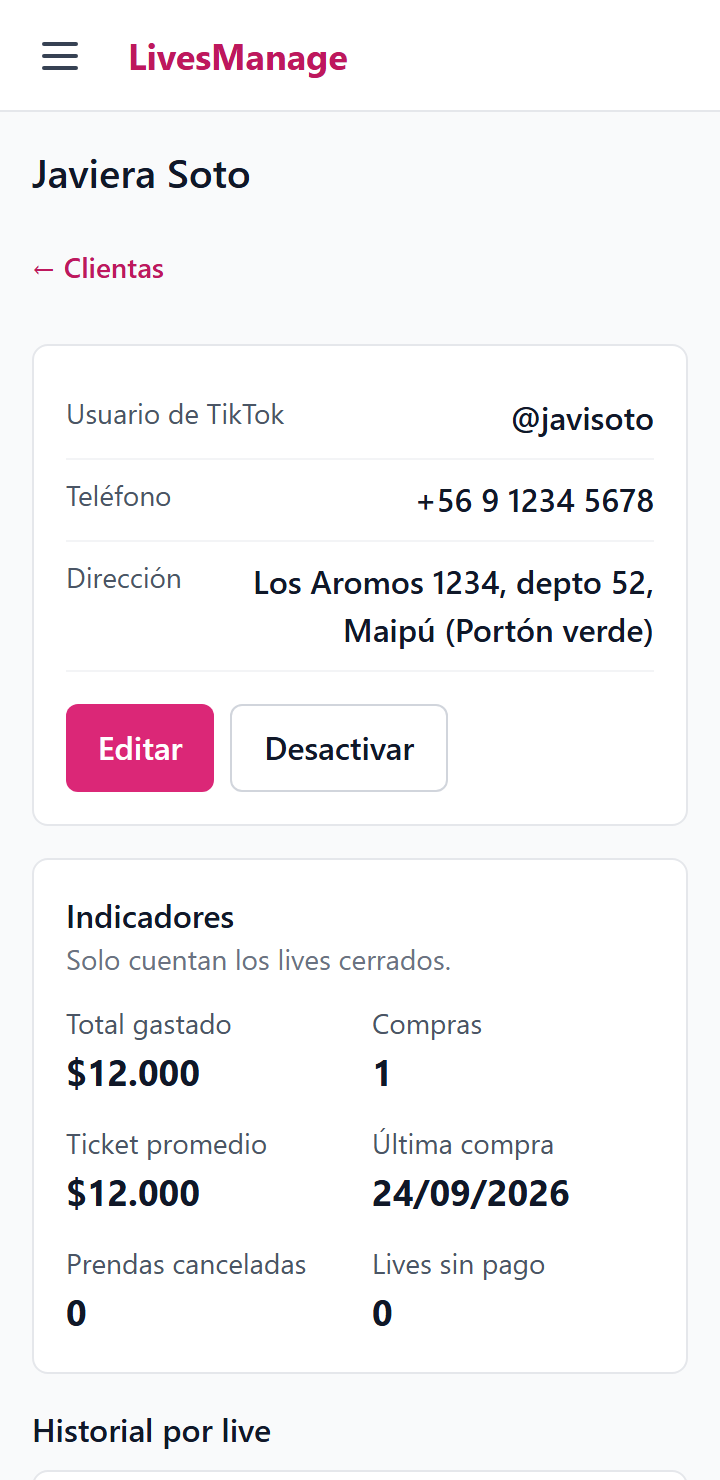 LivesManage
Javiera Soto
← Clientas
Usuario de TikTok
@javisoto
Teléfono
+56 9 1234 5678
Dirección
Los Aromos 1234, depto 52,
Maipú (Portón verde)
Editar
Desactivar
Indicadores
Solo cuentan los lives cerrados.
Total gastado
$12.000
Compras
1
Ticket promedio
$12.000
Última compra
24/09/2026
Prendas canceladas
0
Lives sin pago
0
Historial por live